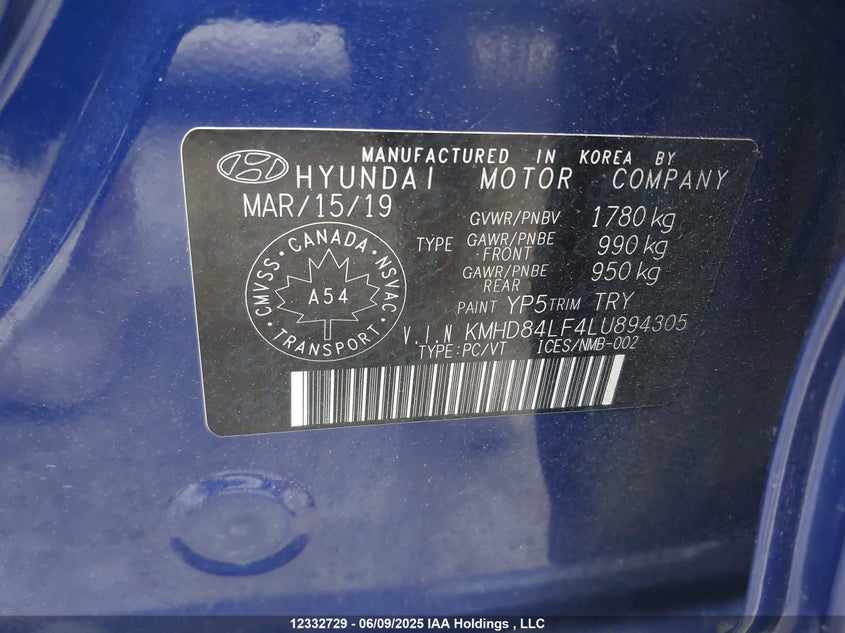 MANUFACTURED IN KOREA BY
HYUNDAI MOTOR COMPANY
MAR/15/19
GVWR/PNBV 1780 kg
TYPE GAWR/PNBE FRONT 990 kg
GAWR/PNBE REAR 950 kg
PAINT YP5 TRIM TRY
V.I.N KMHD84LF4LU894305
TYPE:PC/VT ICES/NMB-002
CMVSS · CANADA · NSVAC
A54
TRANSPORT
12332729 - 06/09/2025 IAA Holdings , LLC